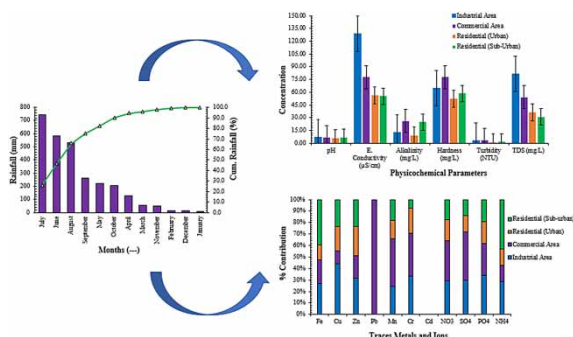 800
700
600
500
400
300
200
100
0
Rainfall (mm)
100.0
90.0
80.0
70.0
60.0
50.0
40.0
30.0
20.0
10.0
0.0
Cum. Rainfall (%)
July
June
August
September
May
October
April
March
November
February
December
January
Months (---)
150.00
135.00
120.00
105.00
90.00
75.00
60.00
45.00
30.00
15.00
0.00
Concentration
Industrial Area
Commercial Area
Residential (Urban)
Residential (Sub-Urban)
pH
E. Conductivity (µS/cm)
Alkalinity (mg/L)
Hardness (mg/L)
Turbidity (NTU)
TDS (mg/L)
Physicochemical Parameters
100%
90%
80%
70%
60%
50%
40%
30%
20%
10%
0%
% Contribution
Residential (Sub-urban)
Residential (Urban)
Commercial Area
Industrial Area
Fe
Cu
Zn
Pb
Mn
Cr
Cd
NO3
SO4
PO4
NH4
Traces Metals and Ions